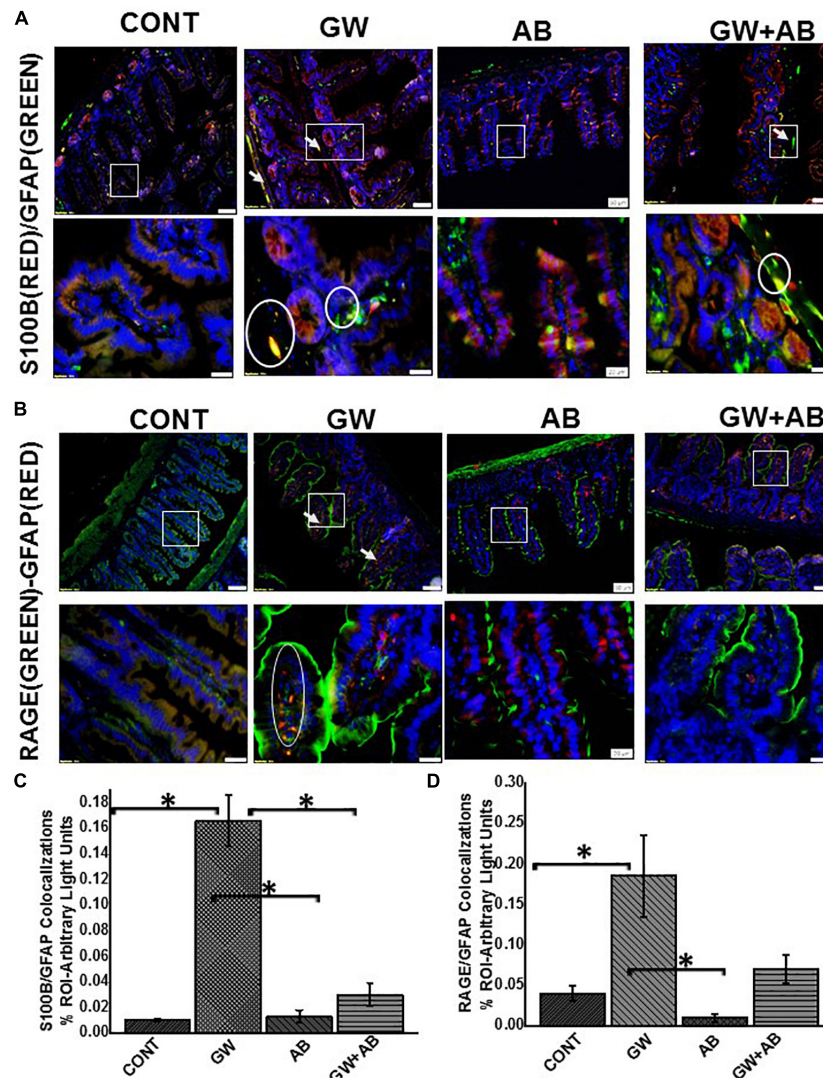 A
CONT
GW
AB
GW+AB
S100B(RED)/GFAP(GREEN)
20 µm
B
CONT
GW
AB
GW+AB
RAGE(GREEN)-GFAP(RED)
20 µm
C
S100B/GFAP Colocalizations
% ROI-Arbitrary Light Units
0.18
0.16
0.14
0.12
0.10
0.08
0.06
0.04
0.02
0.00
*
*
*
CONT
GW
AB
GW+AB
D
RAGE/GFAP Colocalizations
% ROI-Arbitrary Light Units
0.30
0.25
0.20
0.15
0.10
0.05
0.00
*
*
CONT
GW
AB
GW+AB